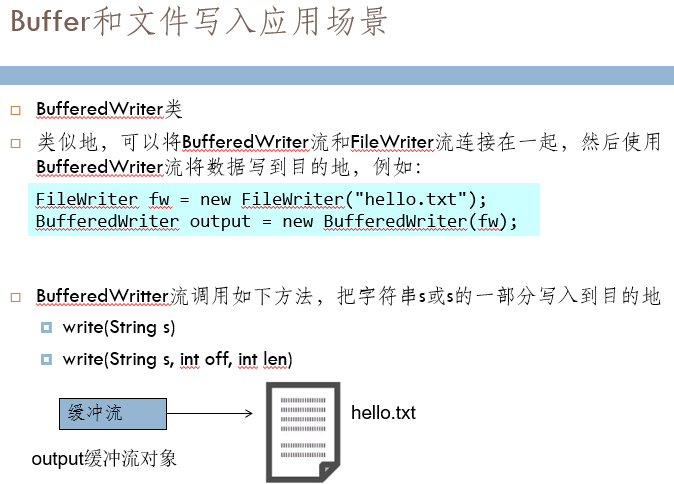 Buffer和文件写入应用场景
BufferedWriter类
类似地，可以将BufferedWriter流和FileWriter流连接在一起，然后使用
BufferedWriter流将数据写到目的地，例如：
FileWriter fw = new FileWriter("hello.txt");
BufferedWriter output = new BufferedWriter(fw);
BufferedWritter流调用如下方法，把字符串s或s的一部分写入到目的地
write(String s)
write(String s, int off, int len)
缓冲流
hello.txt
output缓冲流对象